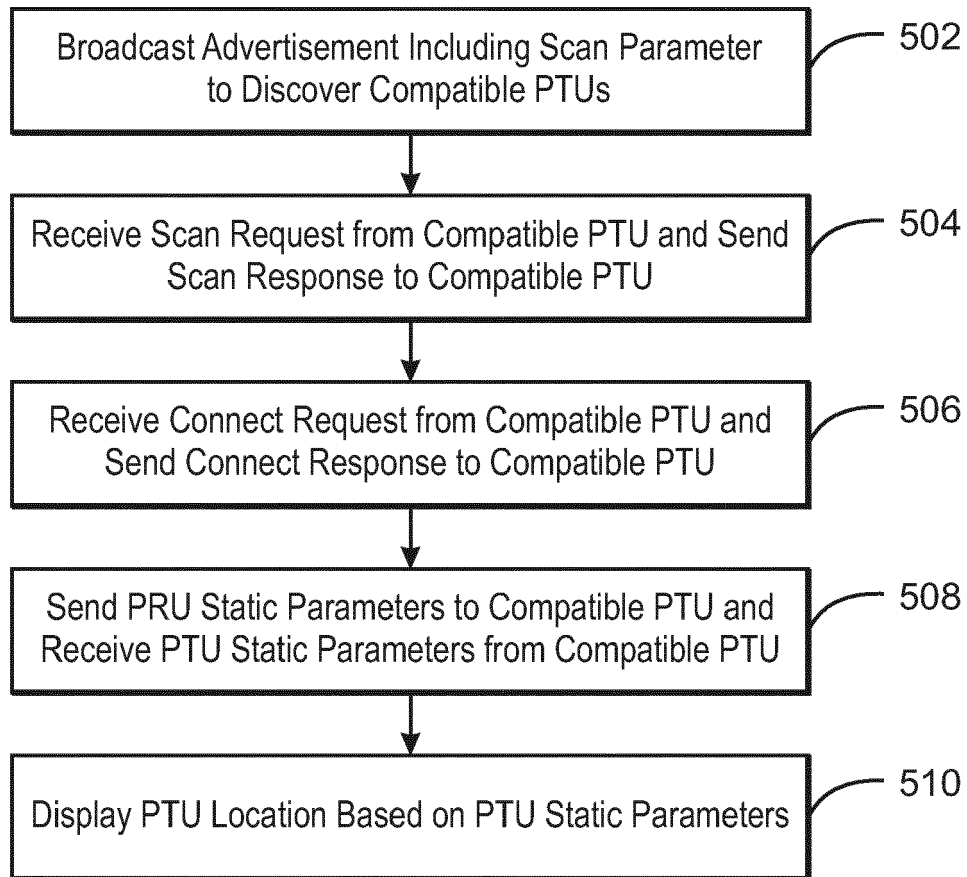 Broadcast Advertisement Including Scan Parameter
to Discover Compatible PTUs
502
Receive Scan Request from Compatible PTU and Send
Scan Response to Compatible PTU
504
Receive Connect Request from Compatible PTU and
Send Connect Response to Compatible PTU
506
Send PRU Static Parameters to Compatible PTU and
Receive PTU Static Parameters from Compatible PTU
508
Display PTU Location Based on PTU Static Parameters
510